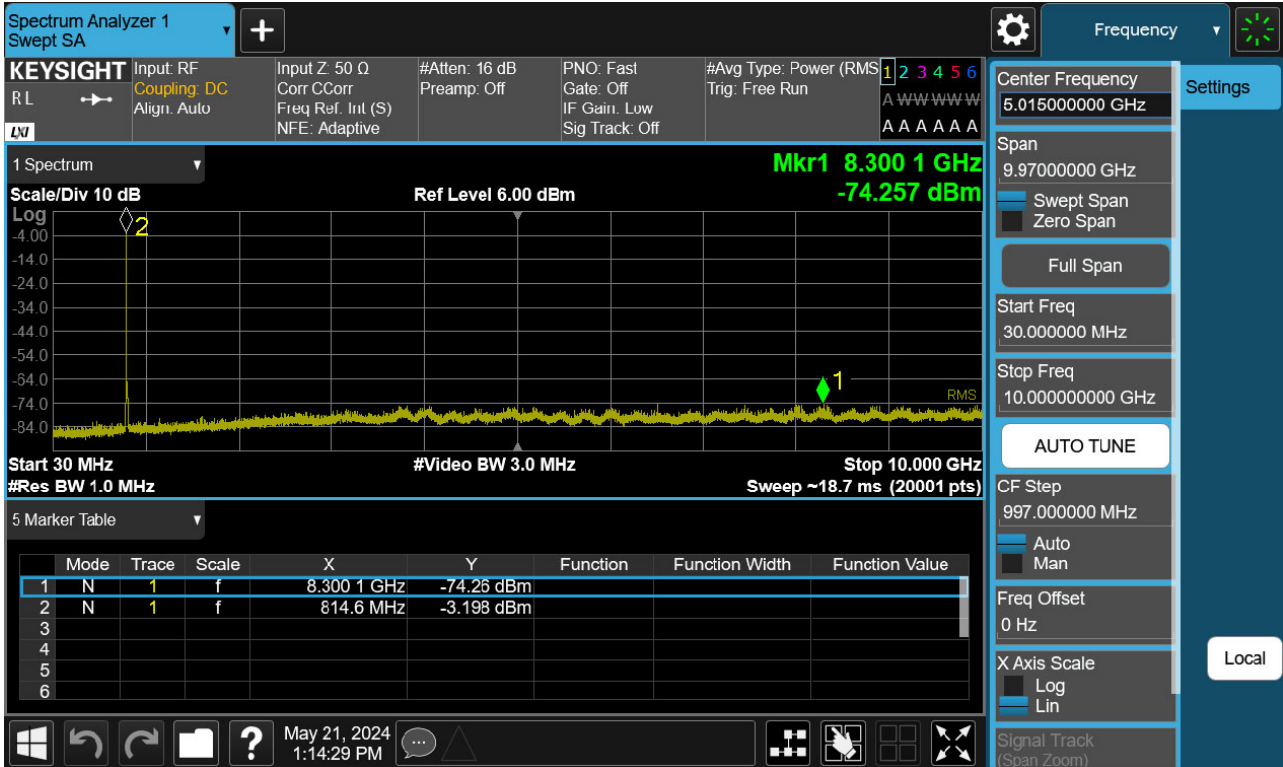 Spectrum Analyzer 1
Swept SA
Frequency
KEYSIGHT
R L
LXI
Input: RF
Coupling: DC
Align: Auto
Input Z: 50 Ω
Corr CCorr
Freq Ref: Int (S)
NFE: Adaptive
#Atten: 16 dB
Preamp: Off
PNO: Fast
Gate: Off
IF Gain: Low
Sig Track: Off
#Avg Type: Power (RMS
Trig: Free Run
1 2 3 4 5 6
A W W W W W
A A A A A A
1 Spectrum
Mkr1 8.300 1 GHz
-74.257 dBm
Scale/Div 10 dB
Ref Level 6.00 dBm
Log
-4.00
-14.0
-24.0
-34.0
-44.0
-54.0
-64.0
-74.0
-84.0
2
1
RMS
Start 30 MHz
#Video BW 3.0 MHz
Stop 10.000 GHz
#Res BW 1.0 MHz
Sweep ~18.7 ms (20001 pts)
5 Marker Table
Mode Trace Scale X Y Function Function Width Function Value
1 N 1 f 8.300 1 GHz -74.26 dBm
2 N 1 f 814.6 MHz -3.198 dBm
3
4
5
6
May 21, 2024
1:14:29 PM
Center Frequency
5.015000000 GHz
Span
9.97000000 GHz
Swept Span
Zero Span
Full Span
Start Freq
30.000000 MHz
Stop Freq
10.000000000 GHz
AUTO TUNE
CF Step
997.000000 MHz
Auto
Man
Freq Offset
0 Hz
X Axis Scale
Log
Lin
Signal Track
(Span Zoom)
Settings
Local